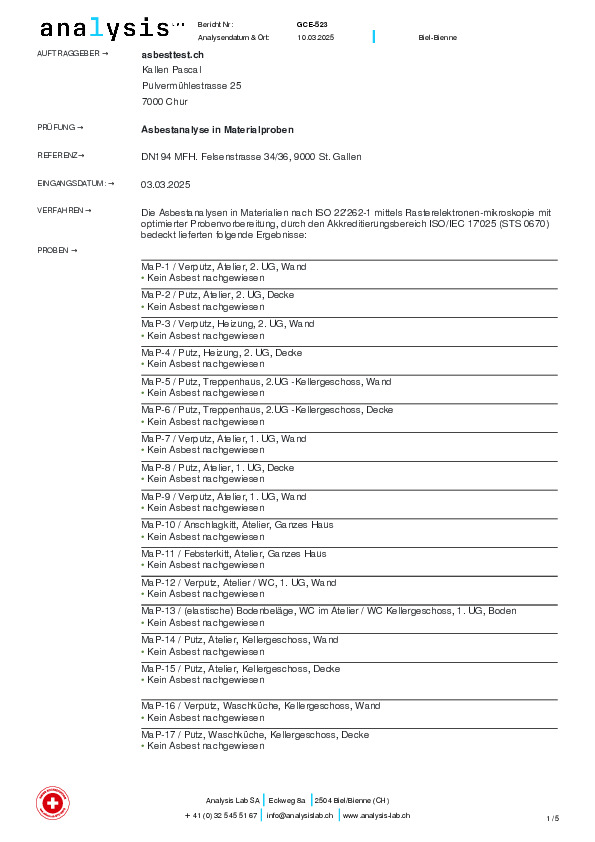 analysis
Bericht Nr: GCE-523
Analysendatum & Ort: 10.03.2025 Biel-Bienne
AUFTRAGGEBER → asbesttest.ch
Kallen Pascal
Pulvermühlestrasse 25
7000 Chur
PRÜFUNG → Asbestanalyse in Materialproben
REFERENZ→ DN194 MFH. Felsenstrasse 34/36, 9000 St. Gallen
EINGANGSDATUM: → 03.03.2025
VERFAHREN → Die Asbestanalysen in Materialien nach ISO 22'262-1 mittels Rasterelektronen-mikroskopie mit
optimierter Probenvorbereitung, durch den Akkreditierungsbereich ISO/IEC 17'025 (STS 0670)
bedeckt lieferten folgende Ergebnisse:
PROBEN →
MaP-1 / Verputz, Atelier, 2. UG, Wand
• Kein Asbest nachgewiesen
MaP-2 / Putz, Atelier, 2. UG, Decke
• Kein Asbest nachgewiesen
MaP-3 / Verputz, Heizung, 2. UG, Wand
• Kein Asbest nachgewiesen
MaP-4 / Putz, Heizung, 2. UG, Decke
• Kein Asbest nachgewiesen
MaP-5 / Putz, Treppenhaus, 2.UG -Kellergeschoss, Wand
• Kein Asbest nachgewiesen
MaP-6 / Putz, Treppenhaus, 2.UG -Kellergeschoss, Decke
• Kein Asbest nachgewiesen
MaP-7 / Verputz, Atelier, 1. UG, Wand
• Kein Asbest nachgewiesen
MaP-8 / Putz, Atelier, 1. UG, Decke
• Kein Asbest nachgewiesen
MaP-9 / Verputz, Atelier, 1. UG, Wand
• Kein Asbest nachgewiesen
MaP-10 / Anschlagkitt, Atelier, Ganzes Haus
• Kein Asbest nachgewiesen
MaP-11 / Febsterkitt, Atelier, Ganzes Haus
• Kein Asbest nachgewiesen
MaP-12 / Verputz, Atelier / WC, 1. UG, Wand
• Kein Asbest nachgewiesen
MaP-13 / (elastische) Bodenbeläge, WC im Atelier / WC Kellergeschoss, 1. UG, Boden
• Kein Asbest nachgewiesen
MaP-14 / Putz, Atelier, Kellergeschoss, Wand
• Kein Asbest nachgewiesen
MaP-15 / Putz, Atelier, Kellergeschoss, Decke
• Kein Asbest nachgewiesen
MaP-16 / Verputz, Waschküche, Kellergeschoss, Wand
• Kein Asbest nachgewiesen
MaP-17 / Putz, Waschküche, Kellergeschoss, Decke
• Kein Asbest nachgewiesen
Analysis Lab SA | Eckweg 8a | 2504 Biel/Bienne (CH)
+ 41 (0) 32 545 51 67 | info@analysislab.ch | www.analysis-lab.ch
1 / 5